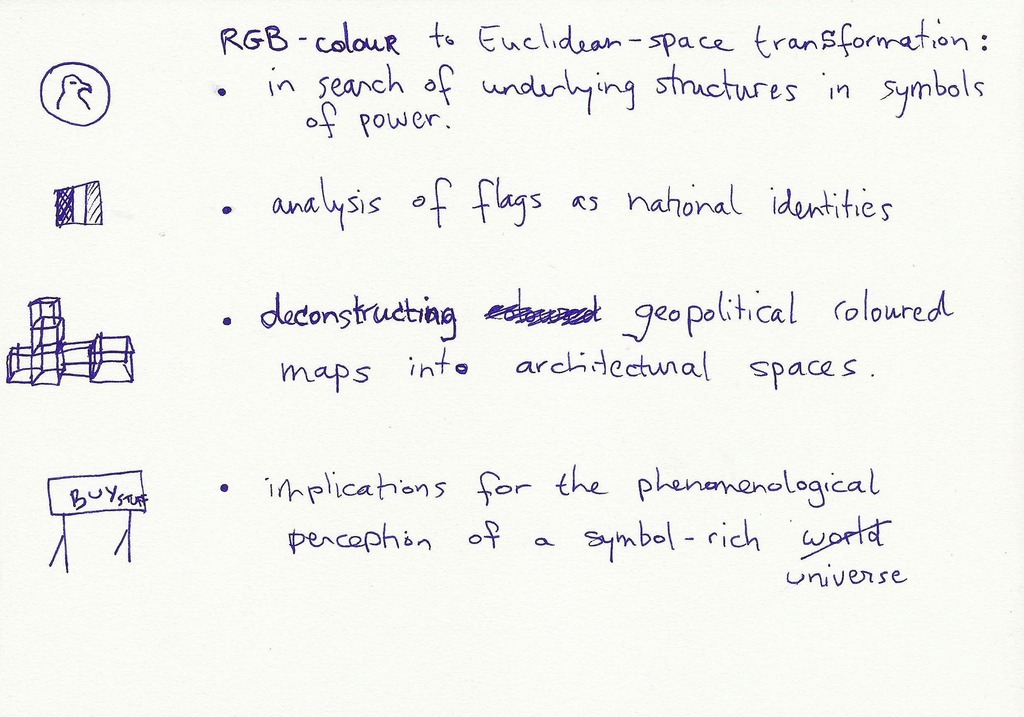 RGB-colour to Euclidean-space transformation:
• in search of underlying structures in symbols
of power.
• analysis of flags as national identities
• deconstructing geopolitical coloured
maps into architectural spaces.
BUY STUFF
• implications for the phenomenological
perception of a symbol-rich world
universe